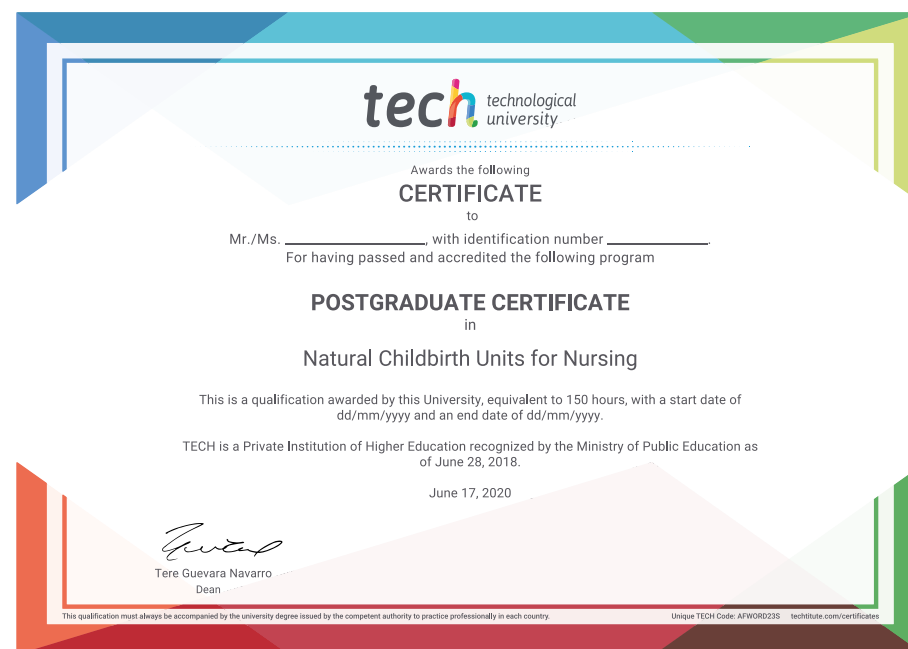 tech technological
university
Awards the following
CERTIFICATE
to
Mr./Ms. ____________________, with identification number ______________.
For having passed and accredited the following program
POSTGRADUATE CERTIFICATE
in
Natural Childbirth Units for Nursing
This is a qualification awarded by this University, equivalent to 150 hours, with a start date of
dd/mm/yyyy and an end date of dd/mm/yyyy.
TECH is a Private Institution of Higher Education recognized by the Ministry of Public Education as
of June 28, 2018.
June 17, 2020
Tere Guevara Navarro
Dean
This qualification must always be accompanied by the university degree issued by the competent authority to practice professionally in each country.
Unique TECH Code: AFWORD23S techtitute.com/certificates